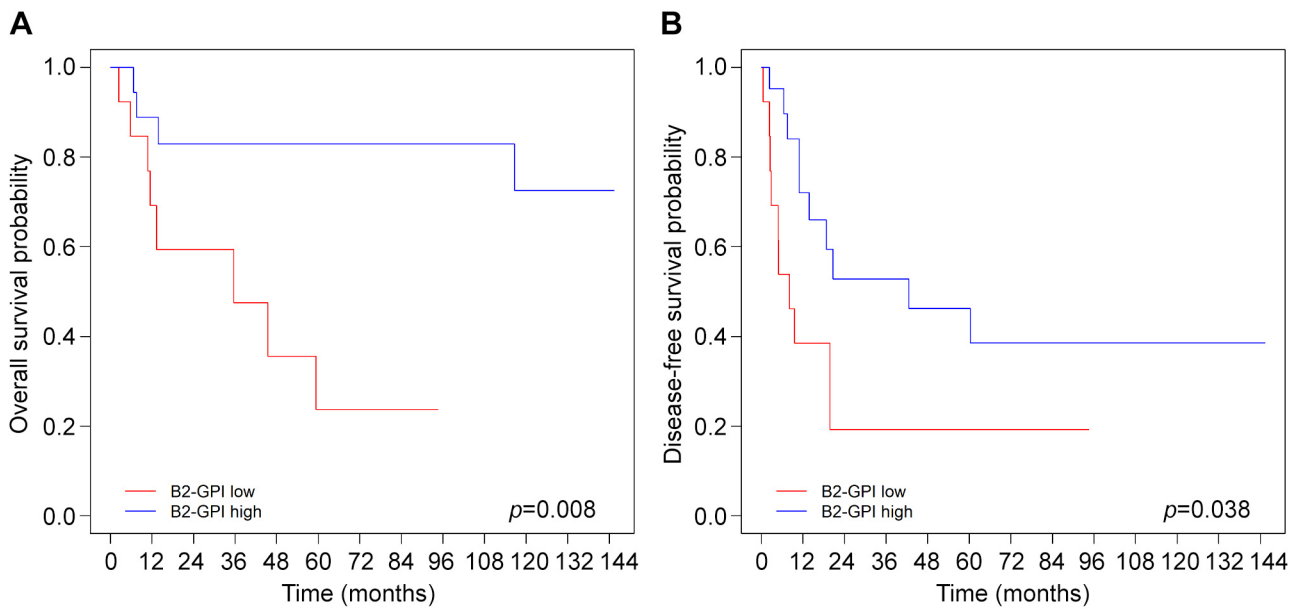 A
Overall survival probability
1.0
0.8
0.6
0.4
0.2
0.0
B2-GPI low
B2-GPI high
p=0.008
0 12 24 36 48 60 72 84 96 108 120 132 144
Time (months)
B
Disease-free survival probability
1.0
0.8
0.6
0.4
0.2
0.0
B2-GPI low
B2-GPI high
p=0.038
0 12 24 36 48 60 72 84 96 108 120 132 144
Time (months)